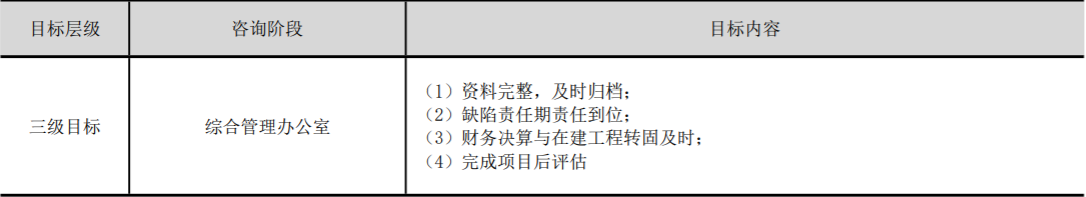 目标层级 咨询阶段 目标内容
（1）资料完整，及时归档；
（2）缺陷责任期责任到位；
三级目标 综合管理办公室
（3）财务决算与在建工程转固及时；
（4）完成项目后评估